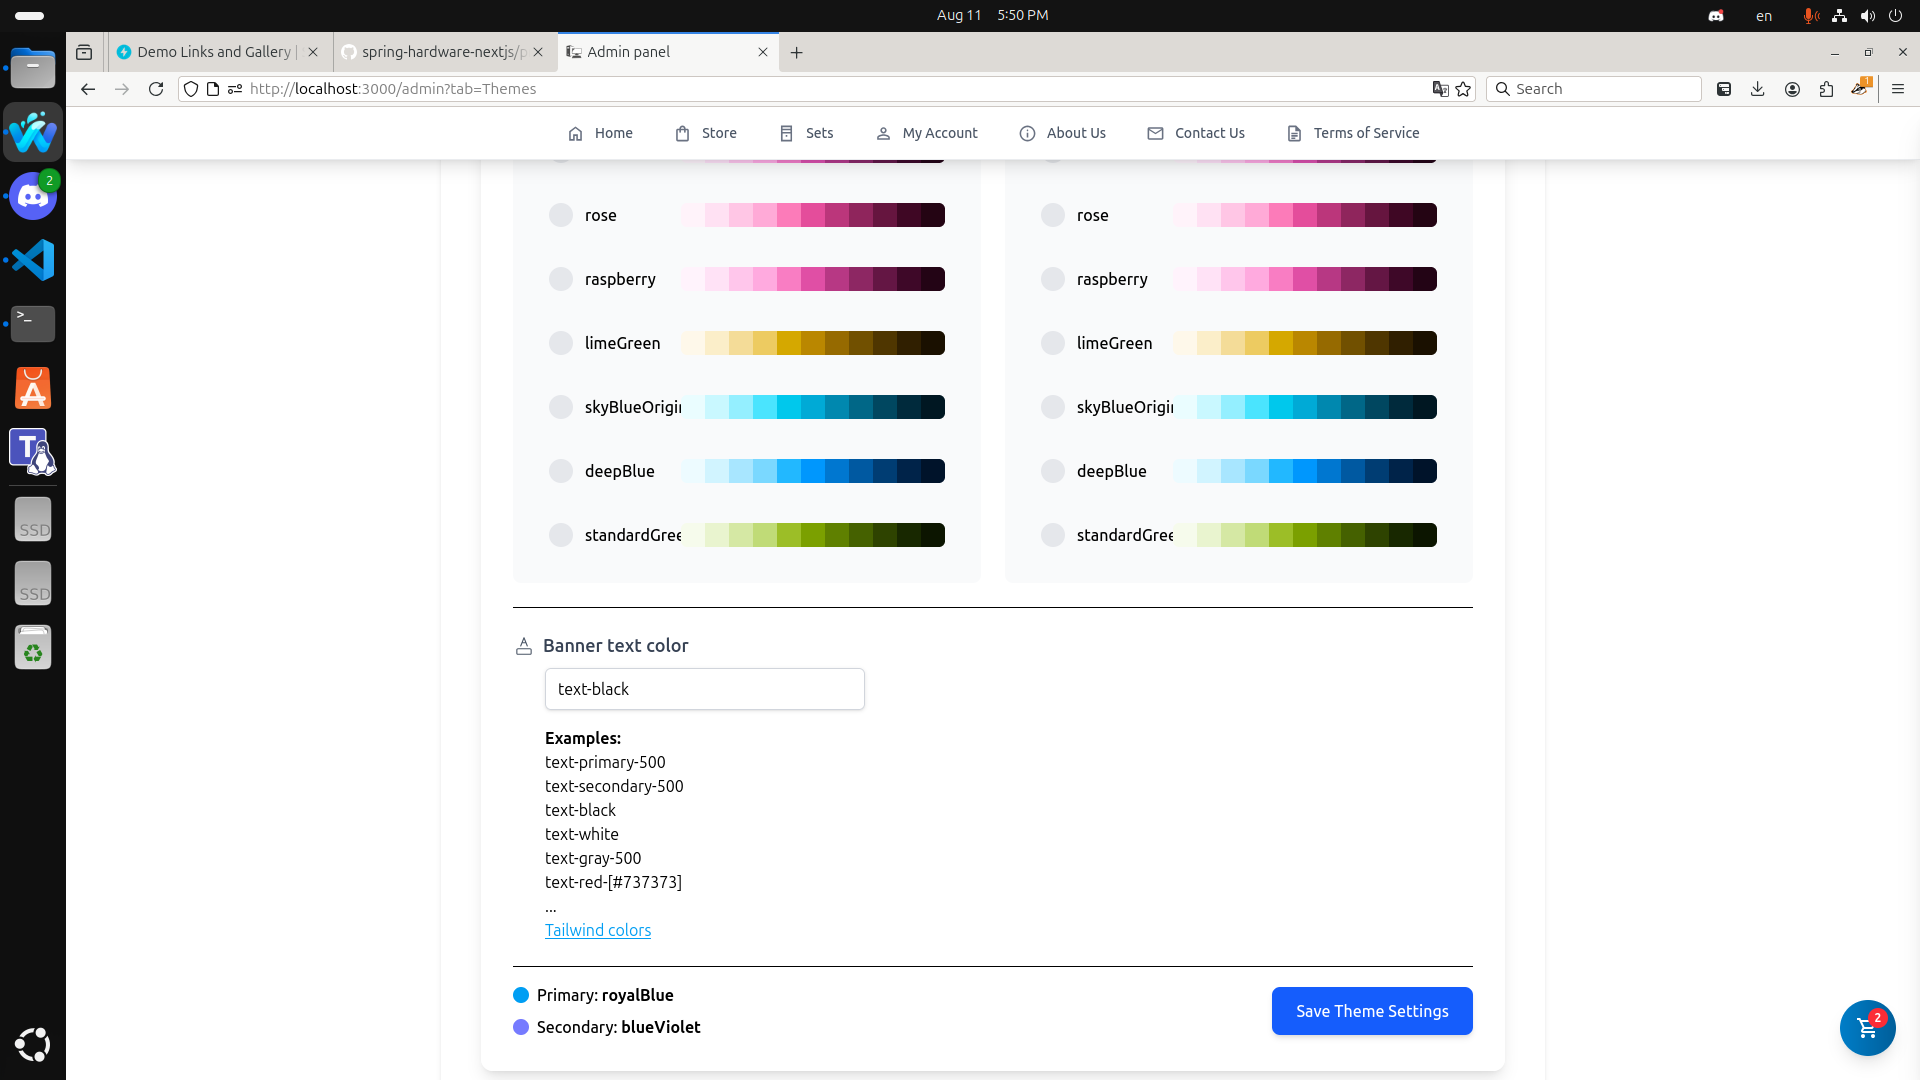 Aug 11 5:50 PM
en
Demo Links and Gallery |
spring-hardware-nextjs/p
Admin panel
http://localhost:3000/admin?tab=Themes
Search
1
Home
Store
Sets
My Account
About Us
Contact Us
Terms of Service
2
>_
T
SSD
SSD
rose
rose
raspberry
raspberry
limeGreen
limeGreen
skyBlueOrigin
skyBlueOrigin
deepBlue
deepBlue
standardGree
standardGree
Banner text color
text-black
Examples:
text-primary-500
text-secondary-500
text-black
text-white
text-gray-500
text-red-[#737373]
...
Tailwind colors
Primary: royalBlue
Secondary: blueViolet
Save Theme Settings
2